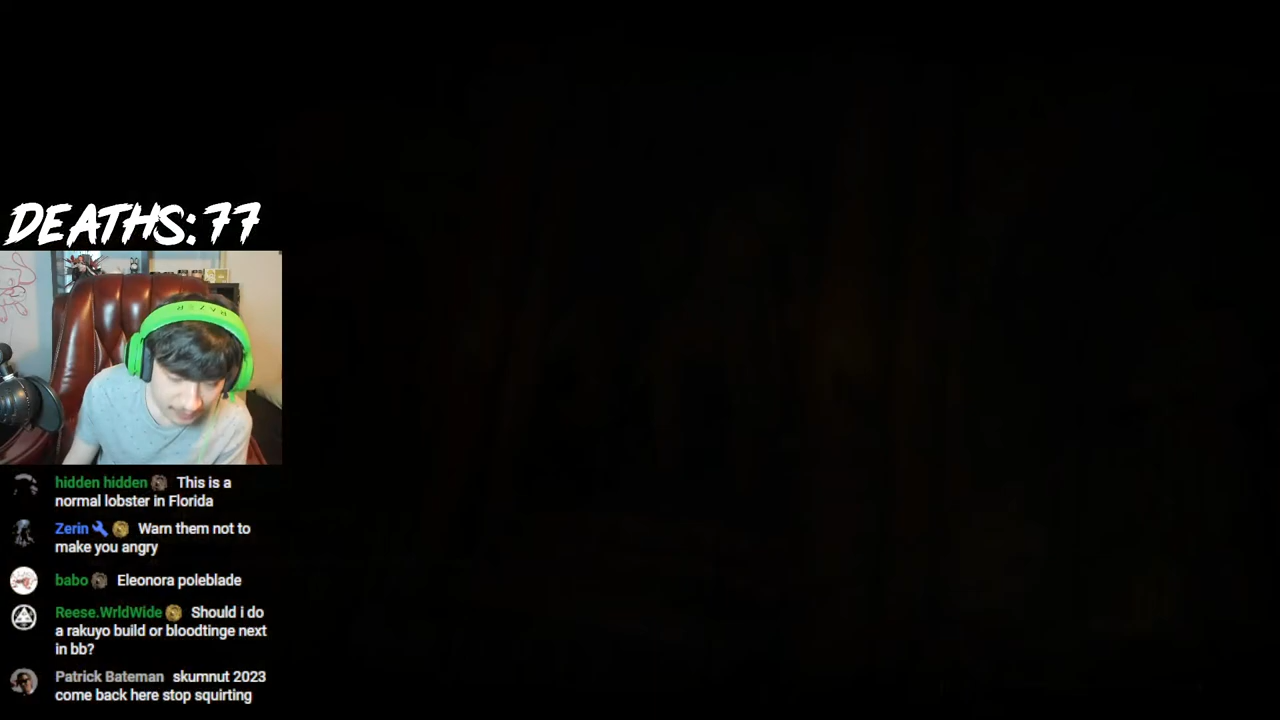 DEATHS:77
RAZER
hidden hidden This is a
normal lobster in Florida
Zerin Warn them not to
make you angry
babo Eleonora poleblade
Reese.WrldWide Should i do
a rakuyo build or bloodtinge next
in bb?
Patrick Bateman skumnut 2023
come back here stop squirting